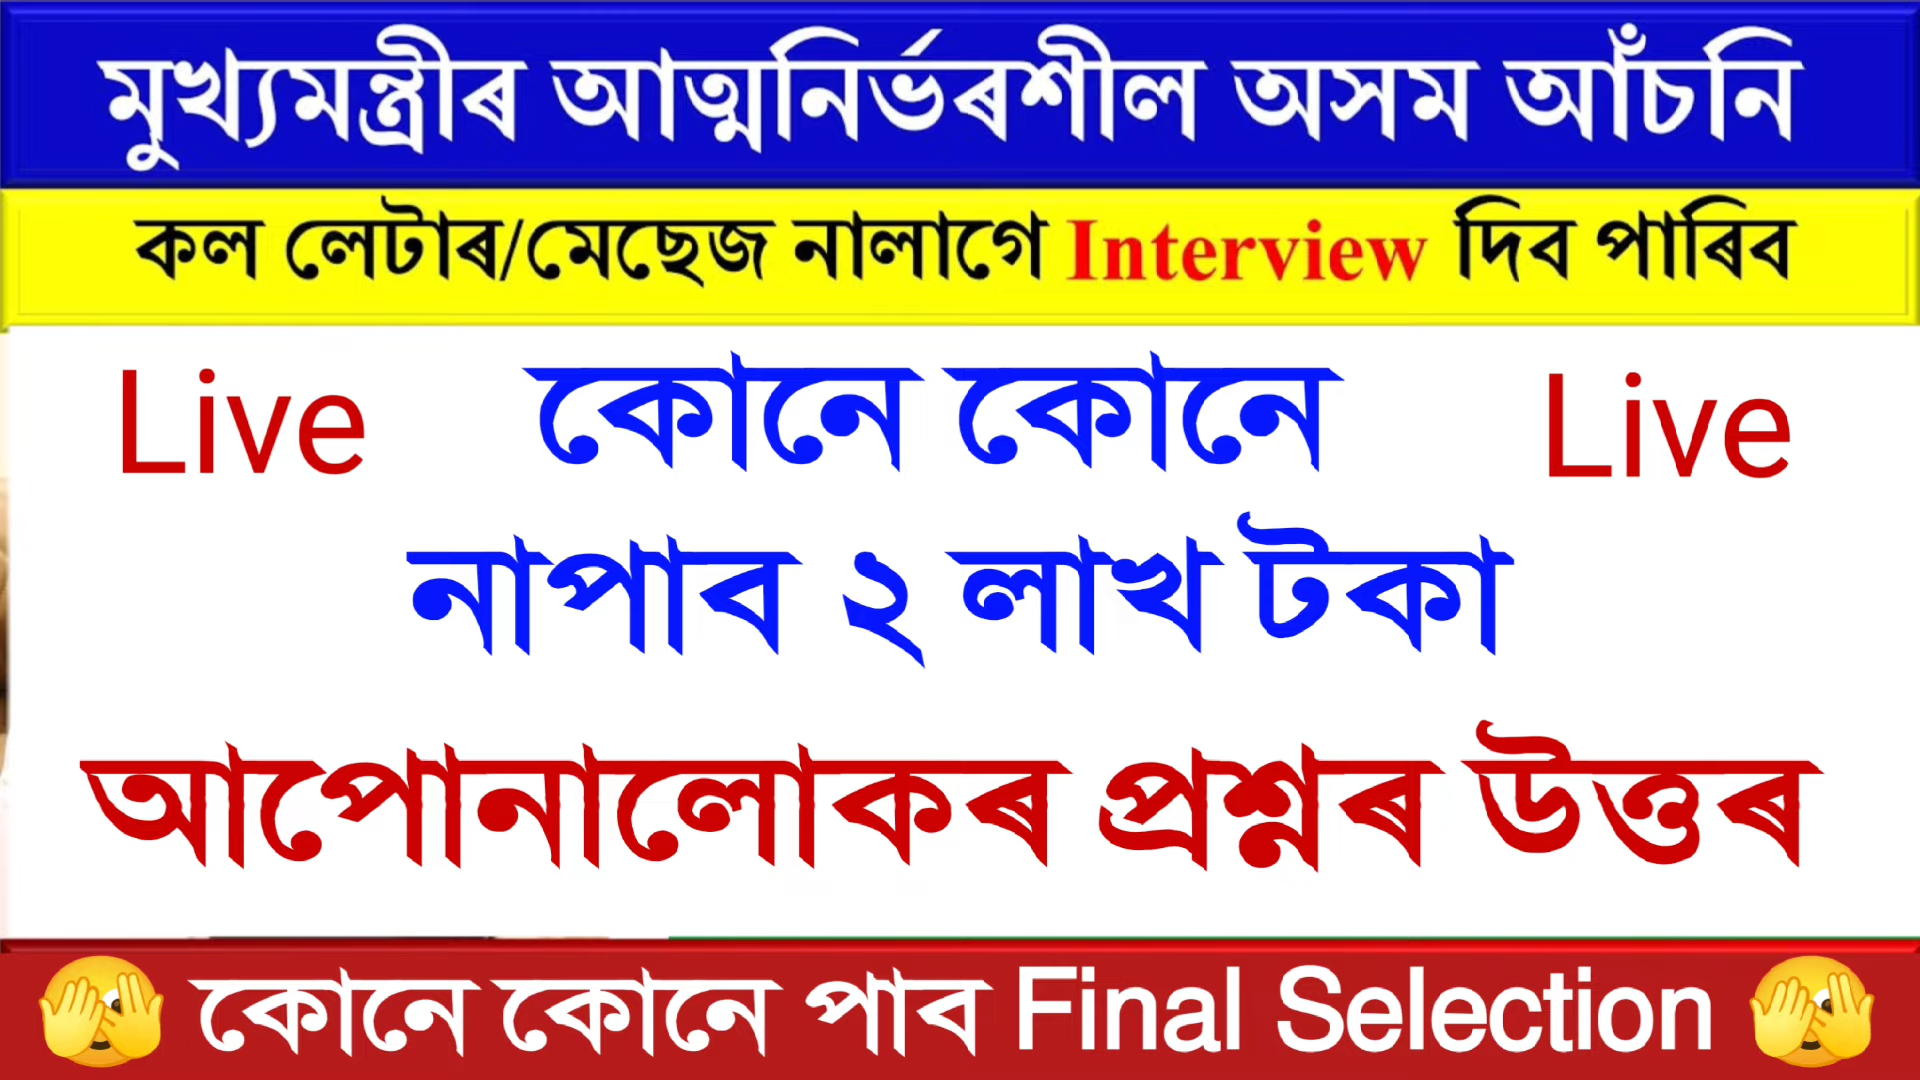 মুখ্যমন্ত্ৰীৰ আত্মনিৰ্ভৰশীল অসম আঁচনি
কল লেটাৰ/মেছেজ নালাগে Interview দিব পাৰিব
Live কোনে কোনে Live
নাপাব ২ লাখ টকা
আপোনালোকৰ প্ৰশ্নৰ উত্তৰ
কোনে কোনে পাব Final Selection